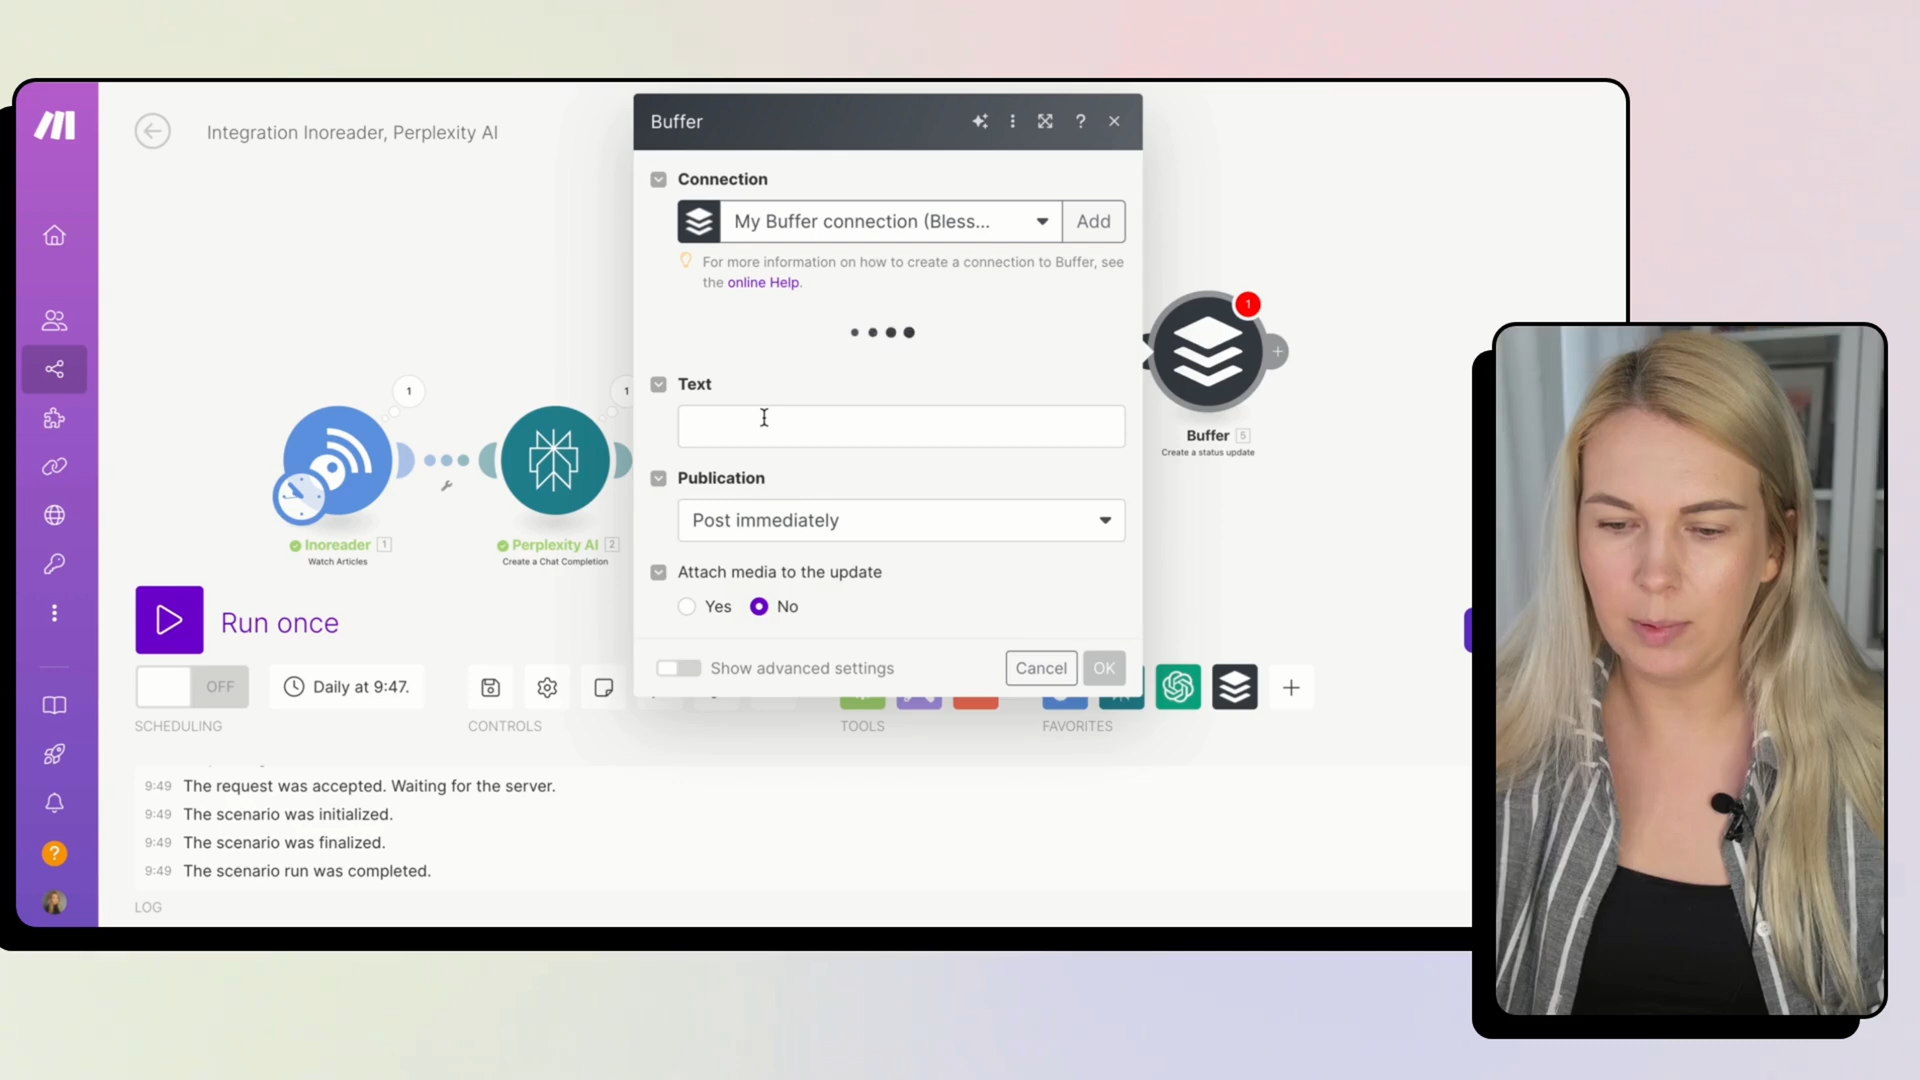 Integration Inoreader, Perplexity AI
Buffer
?
Connection
My Buffer connection (Bless...
Add
For more information on how to create a connection to Buffer, see
the online Help.
Text
Publication
Post immediately
Attach media to the update
Yes
No
Show advanced settings
Cancel
OK
1
Inoreader 1
Watch Articles
1
Perplexity AI 2
Create a Chat Completion
1
Buffer 5
Create a status update
Run once
OFF
Daily at 9:47.
SCHEDULING
CONTROLS
TOOLS
FAVORITES
9:49 The request was accepted. Waiting for the server.
9:49 The scenario was initialized.
9:49 The scenario was finalized.
9:49 The scenario run was completed.
LOG
?